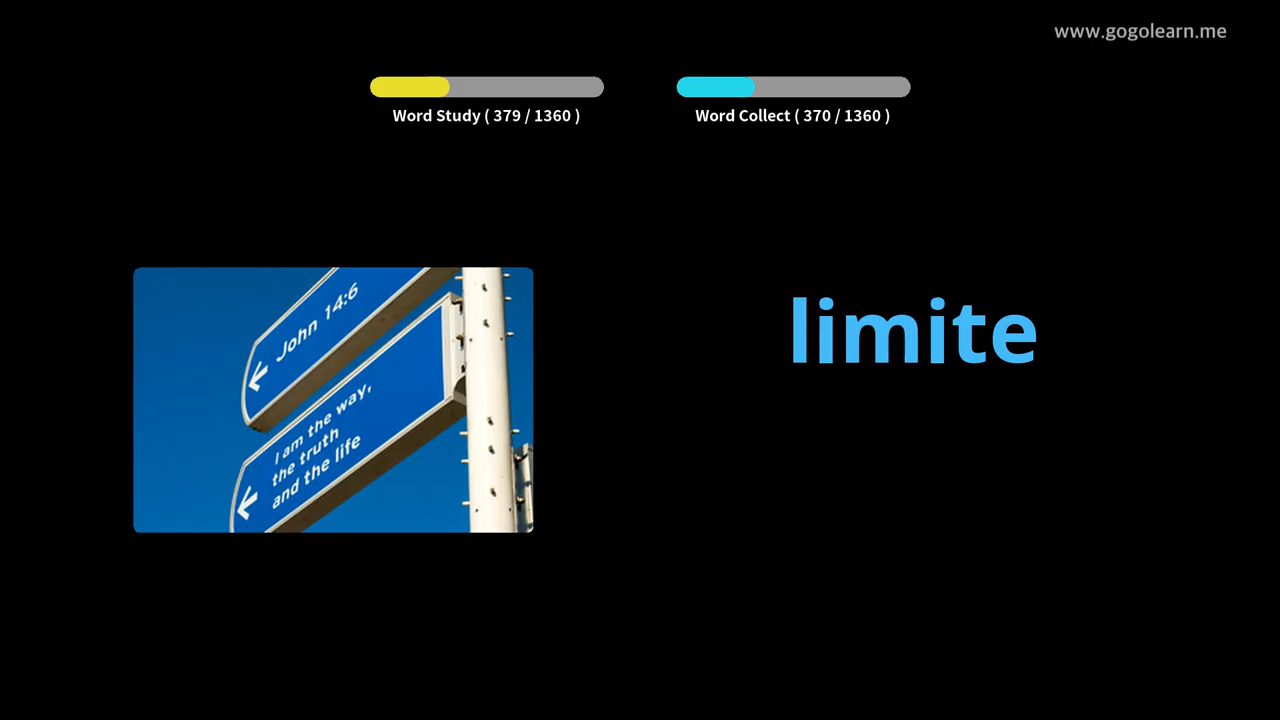 www.gogolearn.me
Word Study ( 379 / 1360 )
Word Collect ( 370 / 1360 )
John 14:6
I am the way,
the truth
and the life
limite